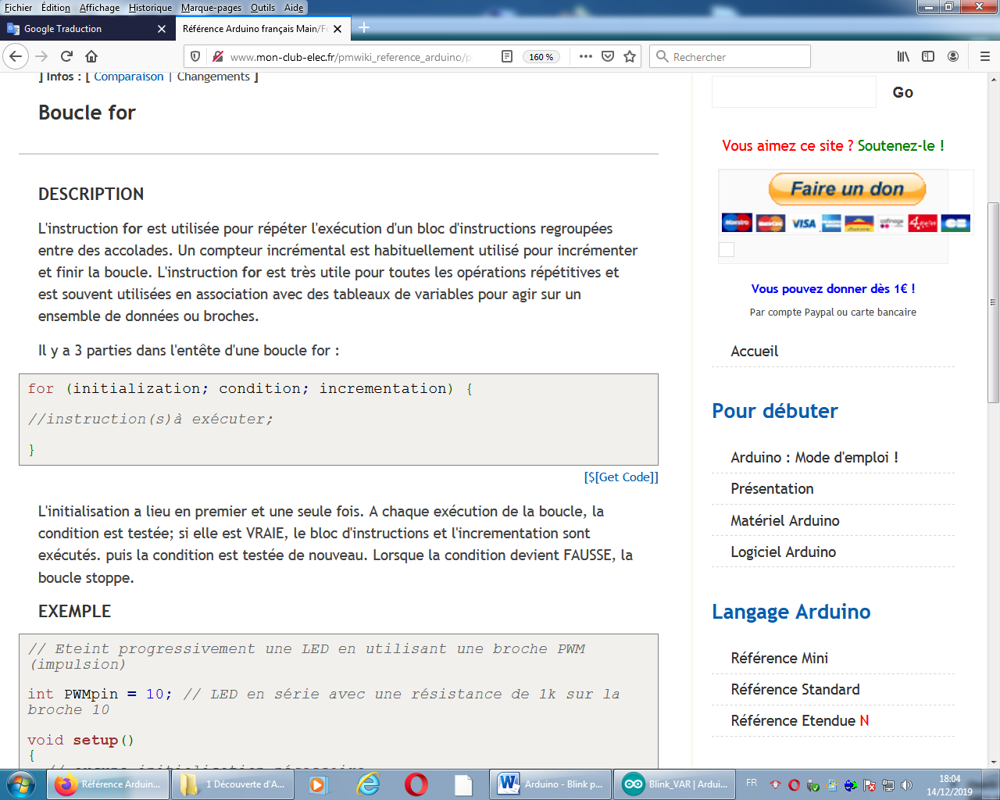 Fichier Édition Affichage Historique Marque-pages Outils Aide
Google Traduction
Référence Arduino français Main/Fo
www.mon-club-elec.fr/pmwiki_reference_arduino/p
160 %
Rechercher
] Infos : [ Comparaison | Changements ]
Boucle for
DESCRIPTION
L'instruction for est utilisée pour répéter l'exécution d'un bloc d'instructions regroupées
entre des accolades. Un compteur incrémental est habituellement utilisé pour incrémenter
et finir la boucle. L'instruction for est très utile pour toutes les opérations répétitives et
est souvent utilisées en association avec des tableaux de variables pour agir sur un
ensemble de données ou broches.
Il y a 3 parties dans l'entête d'une boucle for :
for (initialization; condition; incrementation) {
//instruction(s)à exécuter;
}
[$[Get Code]]
L'initialisation a lieu en premier et une seule fois. A chaque exécution de la boucle, la
condition est testée; si elle est VRAIE, le bloc d'instructions et l'incrementation sont
exécutés. puis la condition est testée de nouveau. Lorsque la condition devient FAUSSE, la
boucle stoppe.
EXEMPLE
// Eteint progressivement une LED en utilisant une broche PWM
(impulsion)
int PWMpin = 10; // LED en série avec une résistance de 1k sur la
broche 10
void setup()
{
Go
Vous aimez ce site ? Soutenez-le !
Faire un don
Maestro MasterCard VISA
Vous pouvez donner dès 1€ !
Par compte Paypal ou carte bancaire
Accueil
Pour débuter
Arduino : Mode d'emploi !
Présentation
Matériel Arduino
Logiciel Arduino
Langage Arduino
Référence Mini
Référence Standard
Référence Etendue N
Référence Arduin...
1 Découverte d'A...
Arduino - Blink p...
Blink_VAR | Ardui...
FR
18:04
14/12/2019